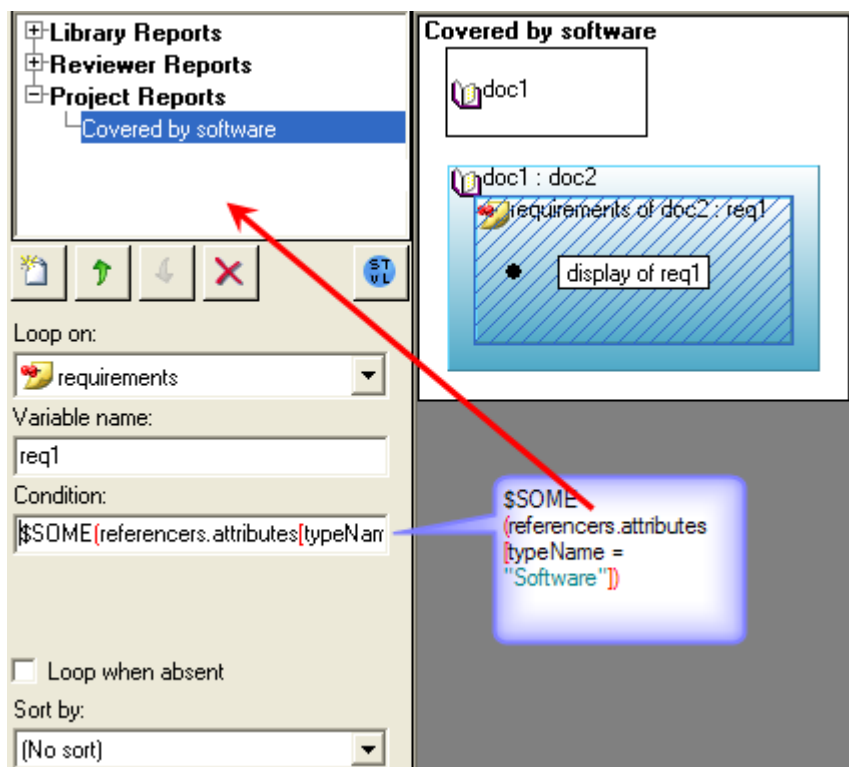 Library Reports
Reviewer Reports
Project Reports
Covered by software
ST
VL
Loop on:
requirements
Variable name:
req1
Condition:
$SOME(referencers.attributes[typeNam
Loop when absent
Sort by:
(No sort)
Covered by software
doc1
doc1 : doc2
requirements of doc2 : req1
display of req1
$SOME
(referencers.attributes
[typeName =
"Software"])